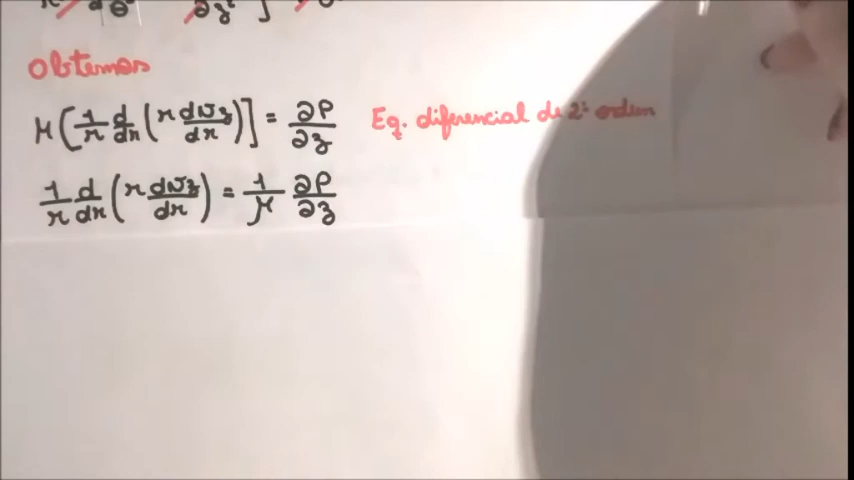 Obtemos
μ[1/r d/dr (r dvz/dr)] = ∂P/∂z Eq. diferencial de 2ª ordem
1/r d/dr (r dvz/dr) = 1/μ ∂P/∂z